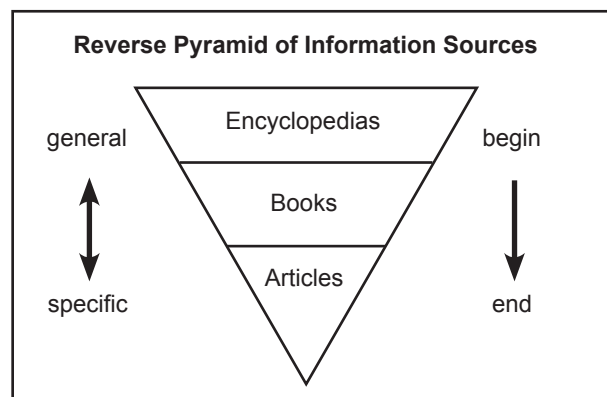 Reverse Pyramid of Information Sources
Encyclopedias
general
begin
Books
Articles
specific
end